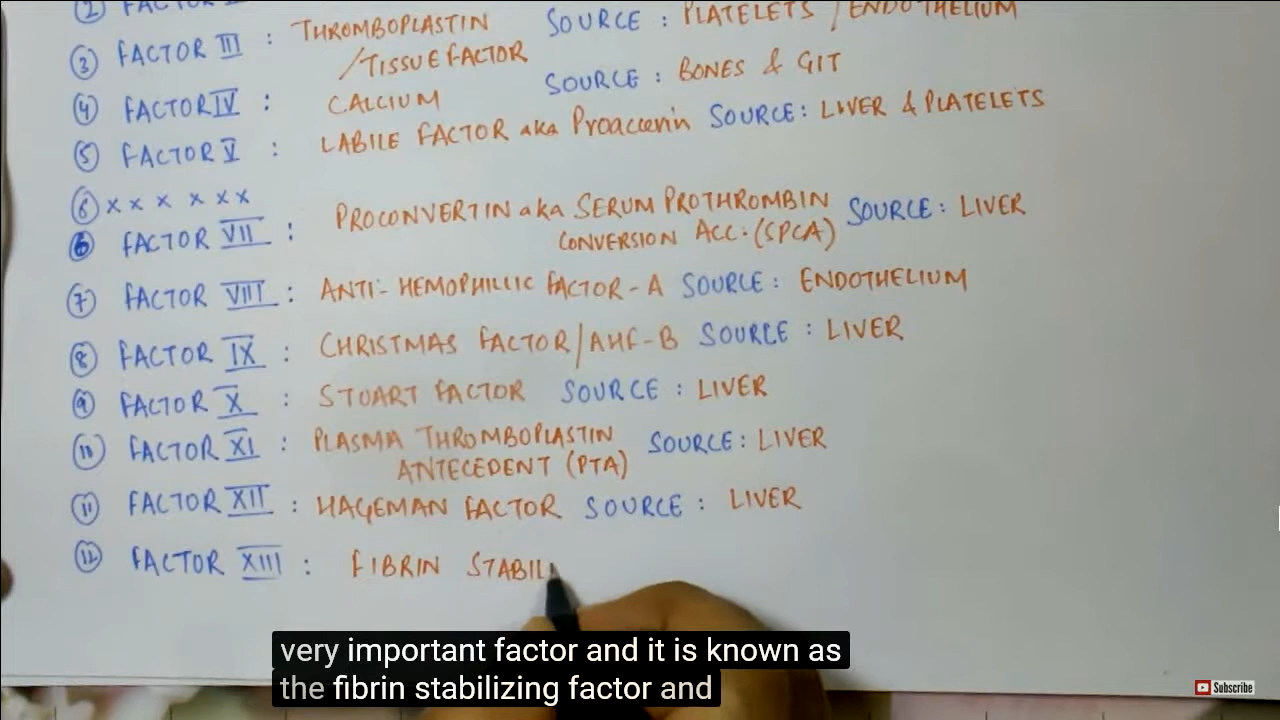 ② FACTOR
③ FACTOR III : THROMBOPLASTIN SOURCE : PLATELETS / ENDOTHELIUM
/TISSUE FACTOR
④ FACTOR IV : CALCIUM SOURCE : BONES & GIT
⑤ FACTOR V : LABILE FACTOR aka Proaccerin SOURCE : LIVER & PLATELETS
⑥ x x x x x x
⑥ FACTOR VII : PROCONVERTIN aka SERUM PROTHROMBIN SOURCE : LIVER
CONVERSION ACC. (SPCA)
⑦ FACTOR VIII : ANTI-HEMOPHILLIC FACTOR-A SOURCE : ENDOTHELIUM
⑧ FACTOR IX : CHRISTMAS FACTOR/AHF-B SOURCE : LIVER
⑨ FACTOR X : STUART FACTOR SOURCE : LIVER
⑩ FACTOR XI : PLASMA THROMBOPLASTIN SOURCE : LIVER
ANTECEDENT (PTA)
⑪ FACTOR XII : HAGEMAN FACTOR SOURCE : LIVER
⑫ FACTOR XIII : FIBRIN STABIL
very important factor and it is known as
the fibrin stabilizing factor and
Subscribe